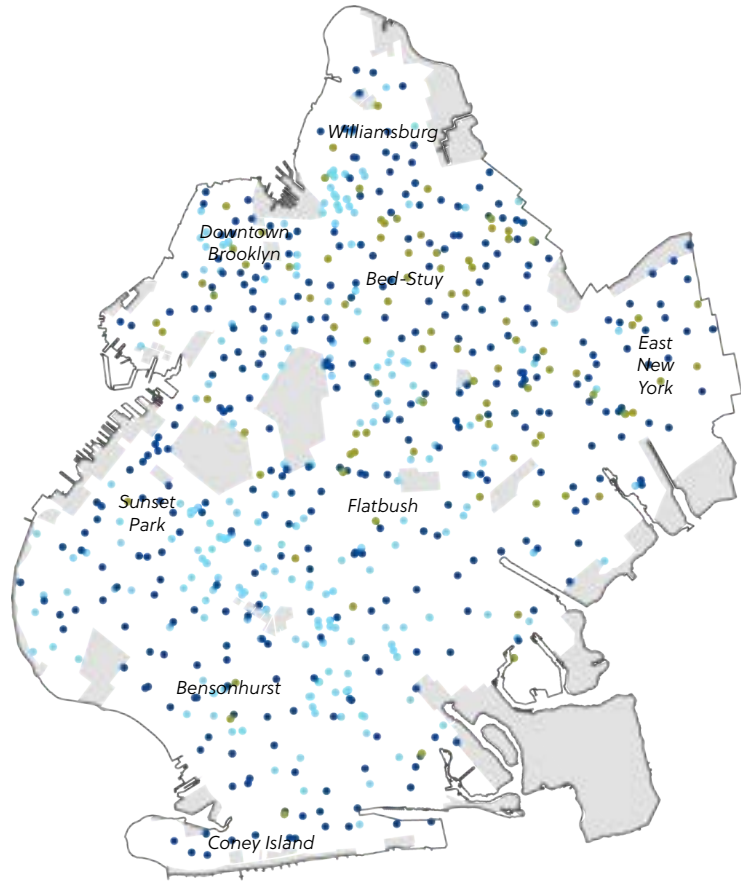 Williamsburg
Downtown
Brooklyn
Bed-Stuy
East
New
York
Sunset
Park
Flatbush
Bensonhurst
Coney Island